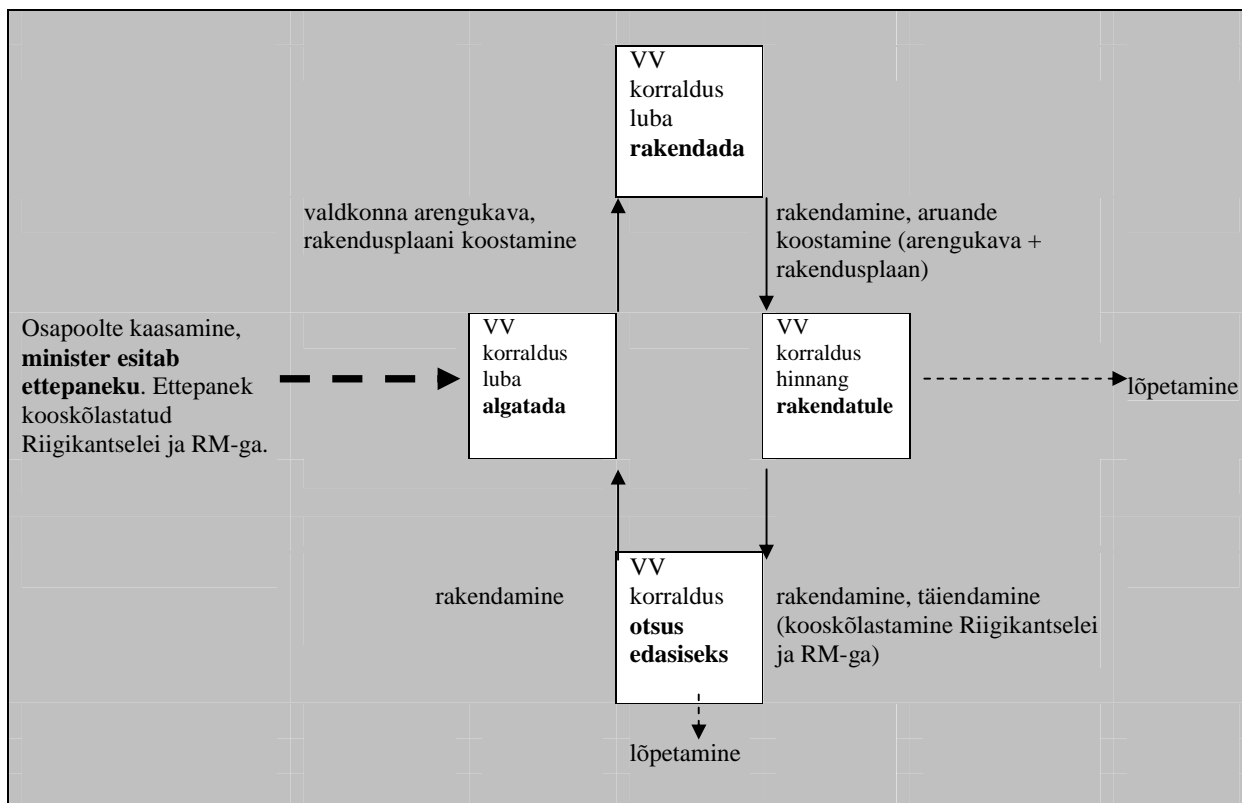 VV
korraldus
luba
rakendada
valdkonna arengukava,
rakendusplaani koostamine
rakendamine, aruande
koostamine (arengukava +
rakendusplaan)
Osapoolte kaasamine,
minister esitab
ettepaneku. Ettepanek
kooskõlastatud
Riigikantselei ja RM-ga.
VV
korraldus
luba
algatada
VV
korraldus
hinnang
rakendatule
lõpetamine
rakendamine
VV
korraldus
otsus
edasiseks
rakendamine, täiendamine
(kooskõlastamine Riigikantselei
ja RM-ga)
lõpetamine